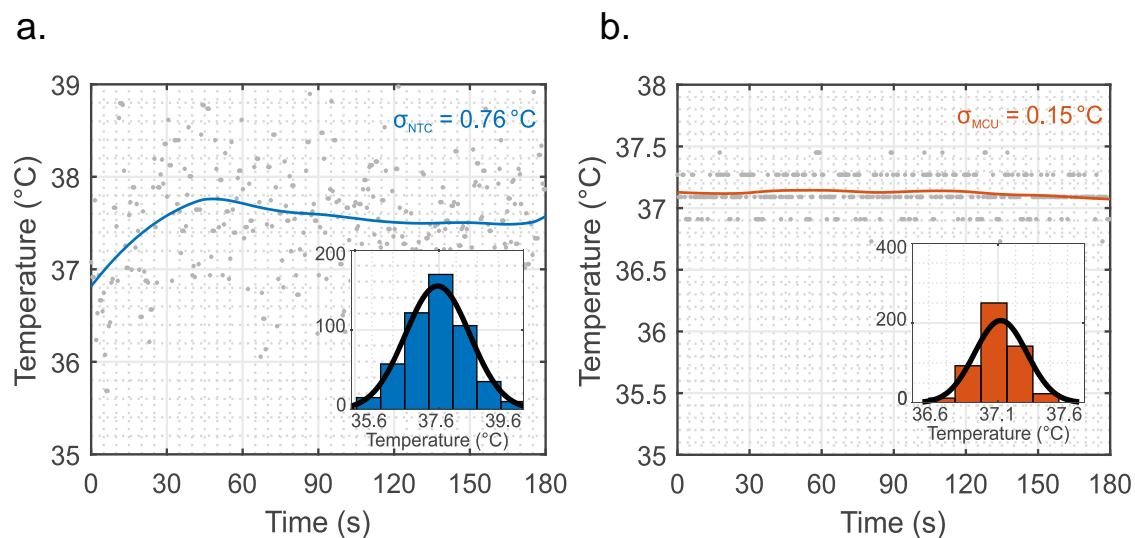 a.
b.
Temperature (°C)
39
38
37
36
35
σNTC = 0.76 °C
200
100
0
35.6 37.6 39.6
Temperature (°C)
0 30 60 90 120 150 180
Time (s)
Temperature (°C)
38
37.5
37
36.5
36
35.5
35
σMCU = 0.15 °C
400
200
0
36.6 37.1 37.6
Temperature (°C)
0 30 60 90 120 150 180
Time (s)